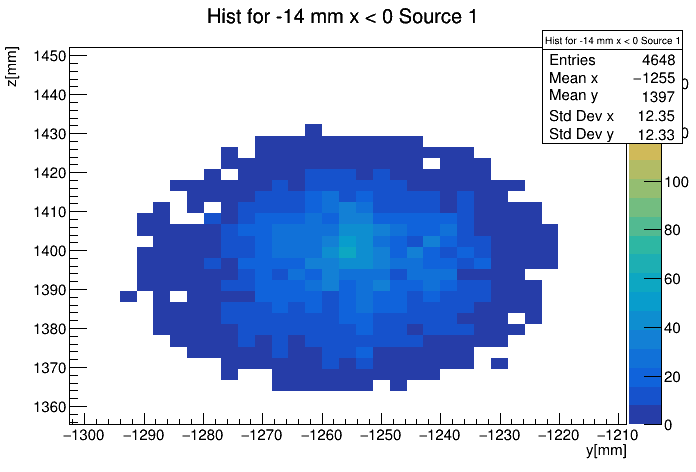 Hist for -14 mm x < 0 Source 1
Hist for -14 mm x < 0 Source 1
Entries 4648
Mean x −1255
Mean y 1397
Std Dev x 12.35
Std Dev y 12.33
z[mm]
1450
1440
1430
1420
1410
1400
1390
1380
1370
1360
−1300 −1290 −1280 −1270 −1260 −1250 −1240 −1230 −1220 −1210
y[mm]
100
80
60
40
20
0